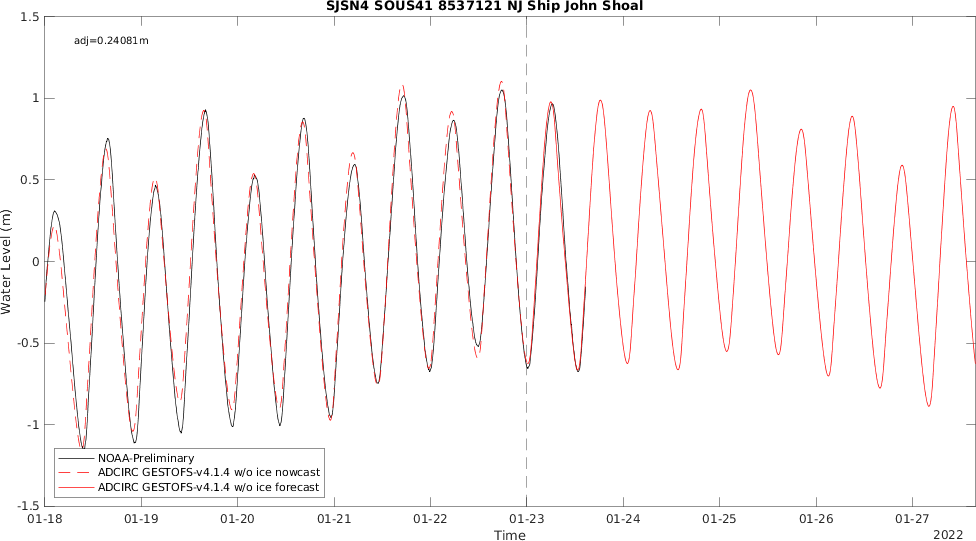 SJSN4 SOUS41 8537121 NJ Ship John Shoal
adj=0.24081m
1.5
1
0.5
0
-0.5
-1
-1.5
Water Level (m)
NOAA-Preliminary
ADCIRC GESTOFS-v4.1.4 w/o ice nowcast
ADCIRC GESTOFS-v4.1.4 w/o ice forecast
01-18 01-19 01-20 01-21 01-22 01-23 01-24 01-25 01-26 01-27
Time
2022